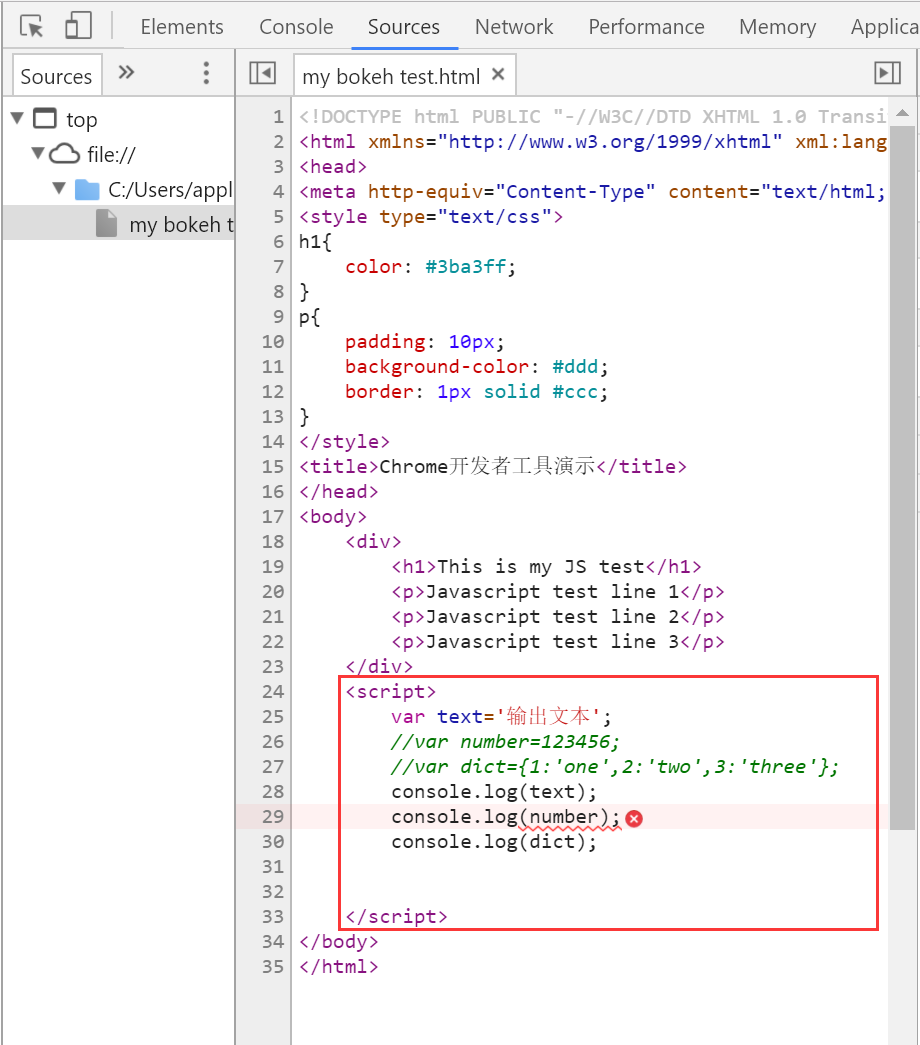 Elements Console Sources Network Performance Memory Applica
Sources » my bokeh test.html ×
top
file://
C:/Users/appl
my bokeh t
1 <!DOCTYPE html PUBLIC "-//W3C//DTD XHTML 1.0 Transi
2 <html xmlns="http://www.w3.org/1999/xhtml" xml:lang
3 <head>
4 <meta http-equiv="Content-Type" content="text/html;
5 <style type="text/css">
6 h1{
7     color: #3ba3ff;
8 }
9 p{
10     padding: 10px;
11     background-color: #ddd;
12     border: 1px solid #ccc;
13 }
14 </style>
15 <title>Chrome开发者工具演示</title>
16 </head>
17 <body>
18     <div>
19         <h1>This is my JS test</h1>
20         <p>Javascript test line 1</p>
21         <p>Javascript test line 2</p>
22         <p>Javascript test line 3</p>
23     </div>
24     <script>
25         var text='输出文本';
26         //var number=123456;
27         //var dict={1:'one',2:'two',3:'three'};
28         console.log(text);
29         console.log(number);
30         console.log(dict);
31
32
33     </script>
34 </body>
35 </html>